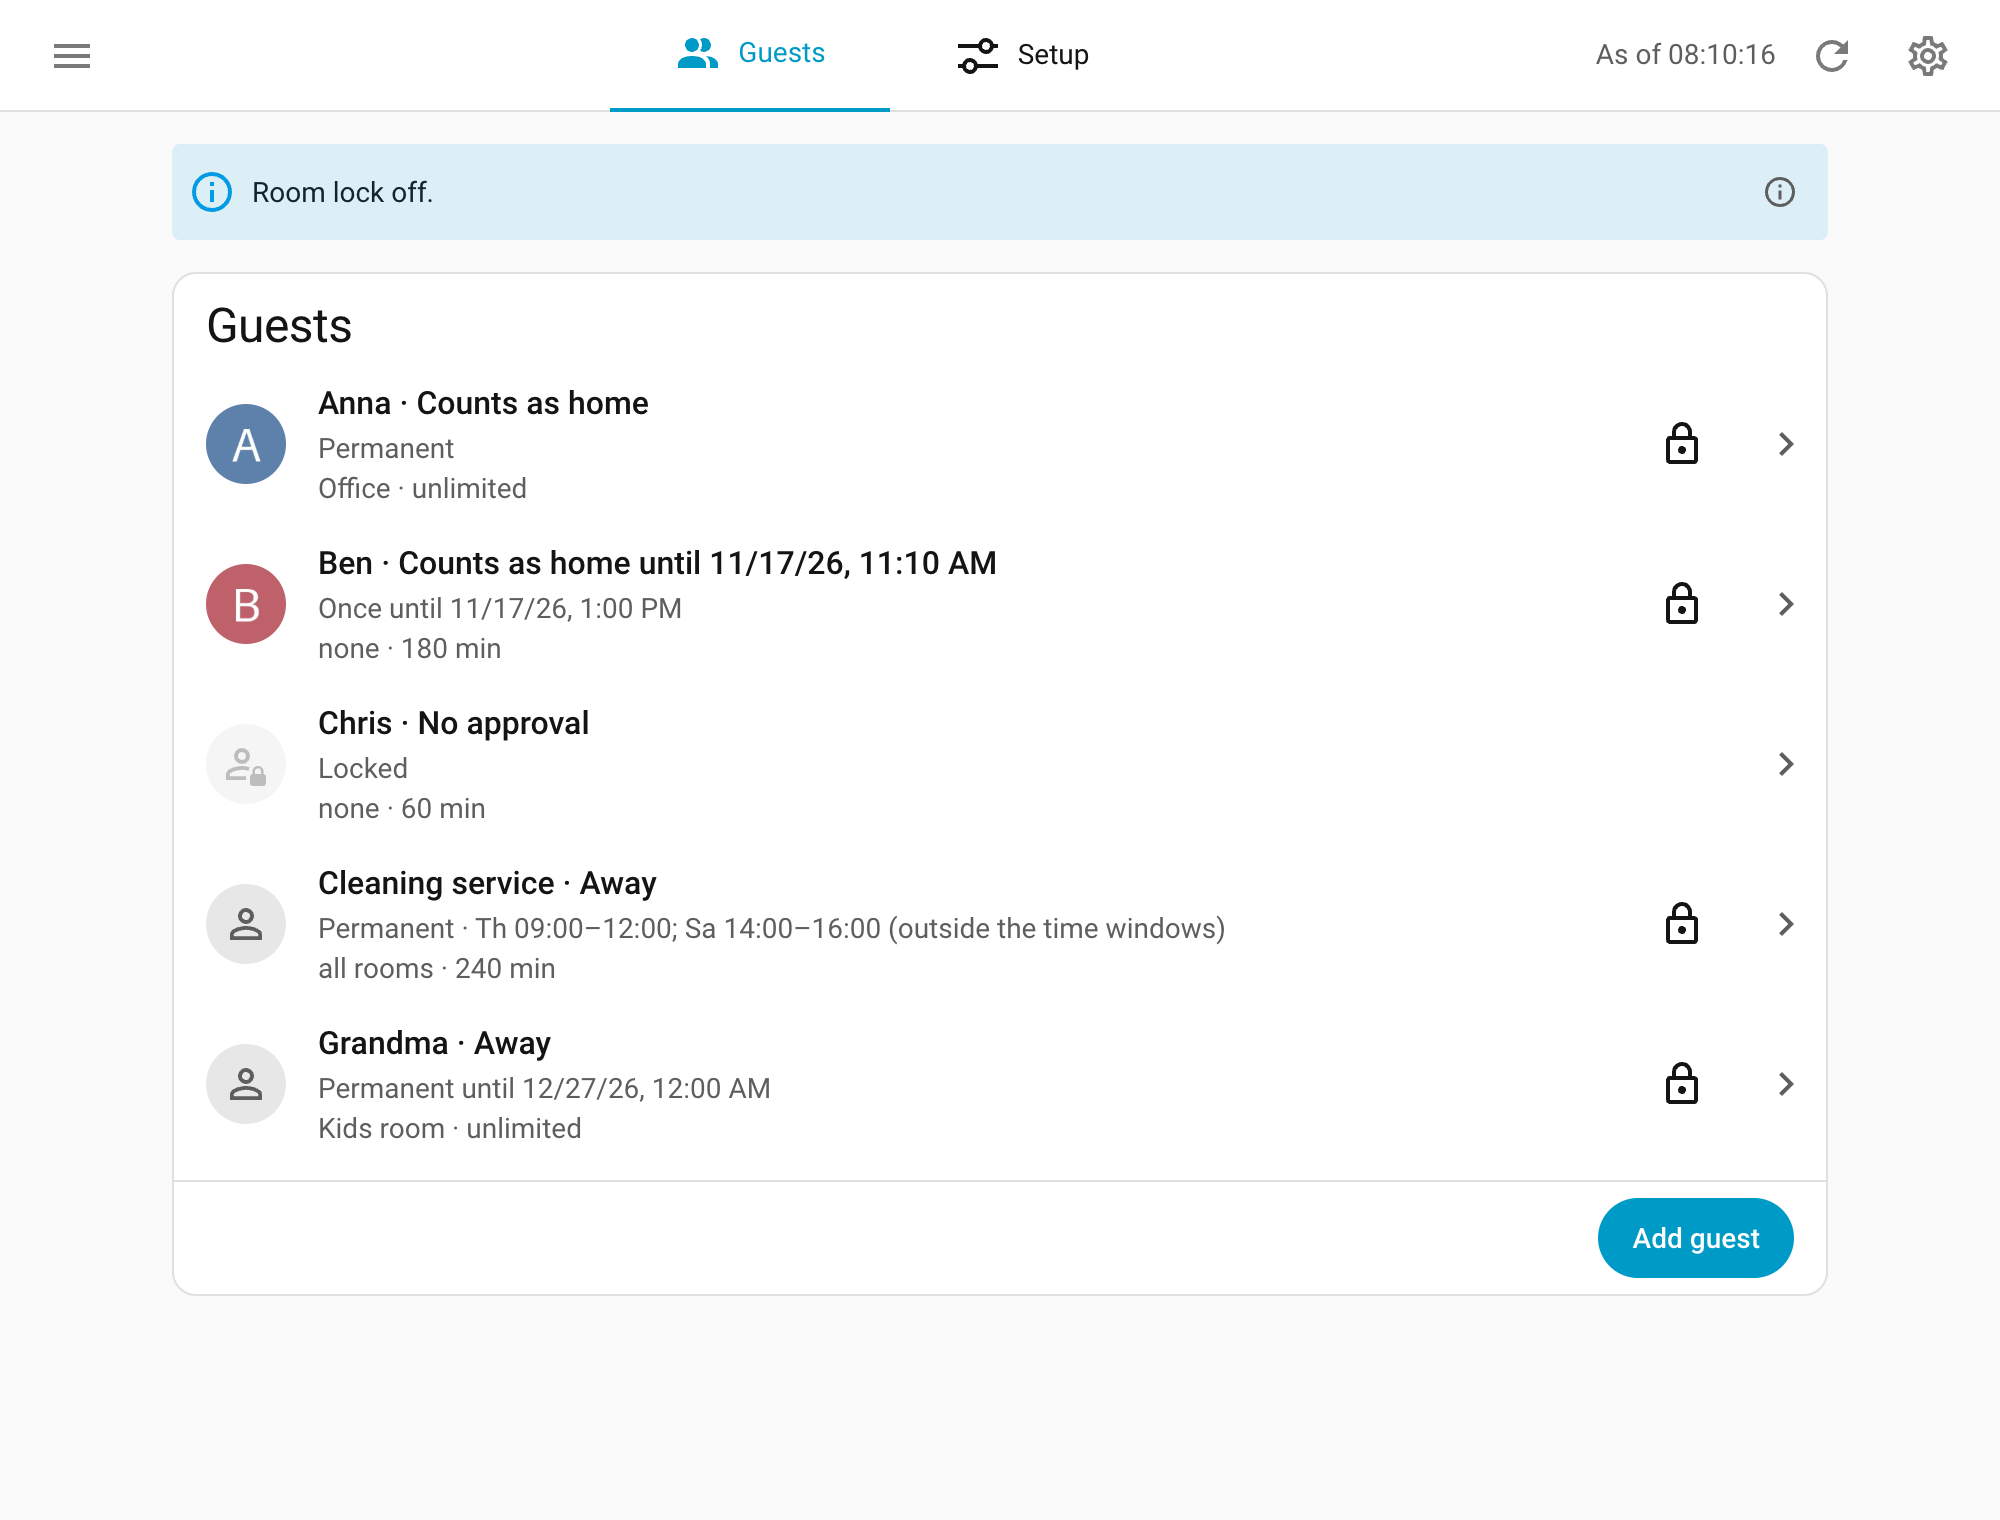 Guests
Setup
As of 08:10:16
Room lock off.
Guests
A
Anna · Counts as home
Permanent
Office · unlimited
B
Ben · Counts as home until 11/17/26, 11:10 AM
Once until 11/17/26, 1:00 PM
none · 180 min
Chris · No approval
Locked
none · 60 min
Cleaning service · Away
Permanent · Th 09:00–12:00; Sa 14:00–16:00 (outside the time windows)
all rooms · 240 min
Grandma · Away
Permanent until 12/27/26, 12:00 AM
Kids room · unlimited
Add guest